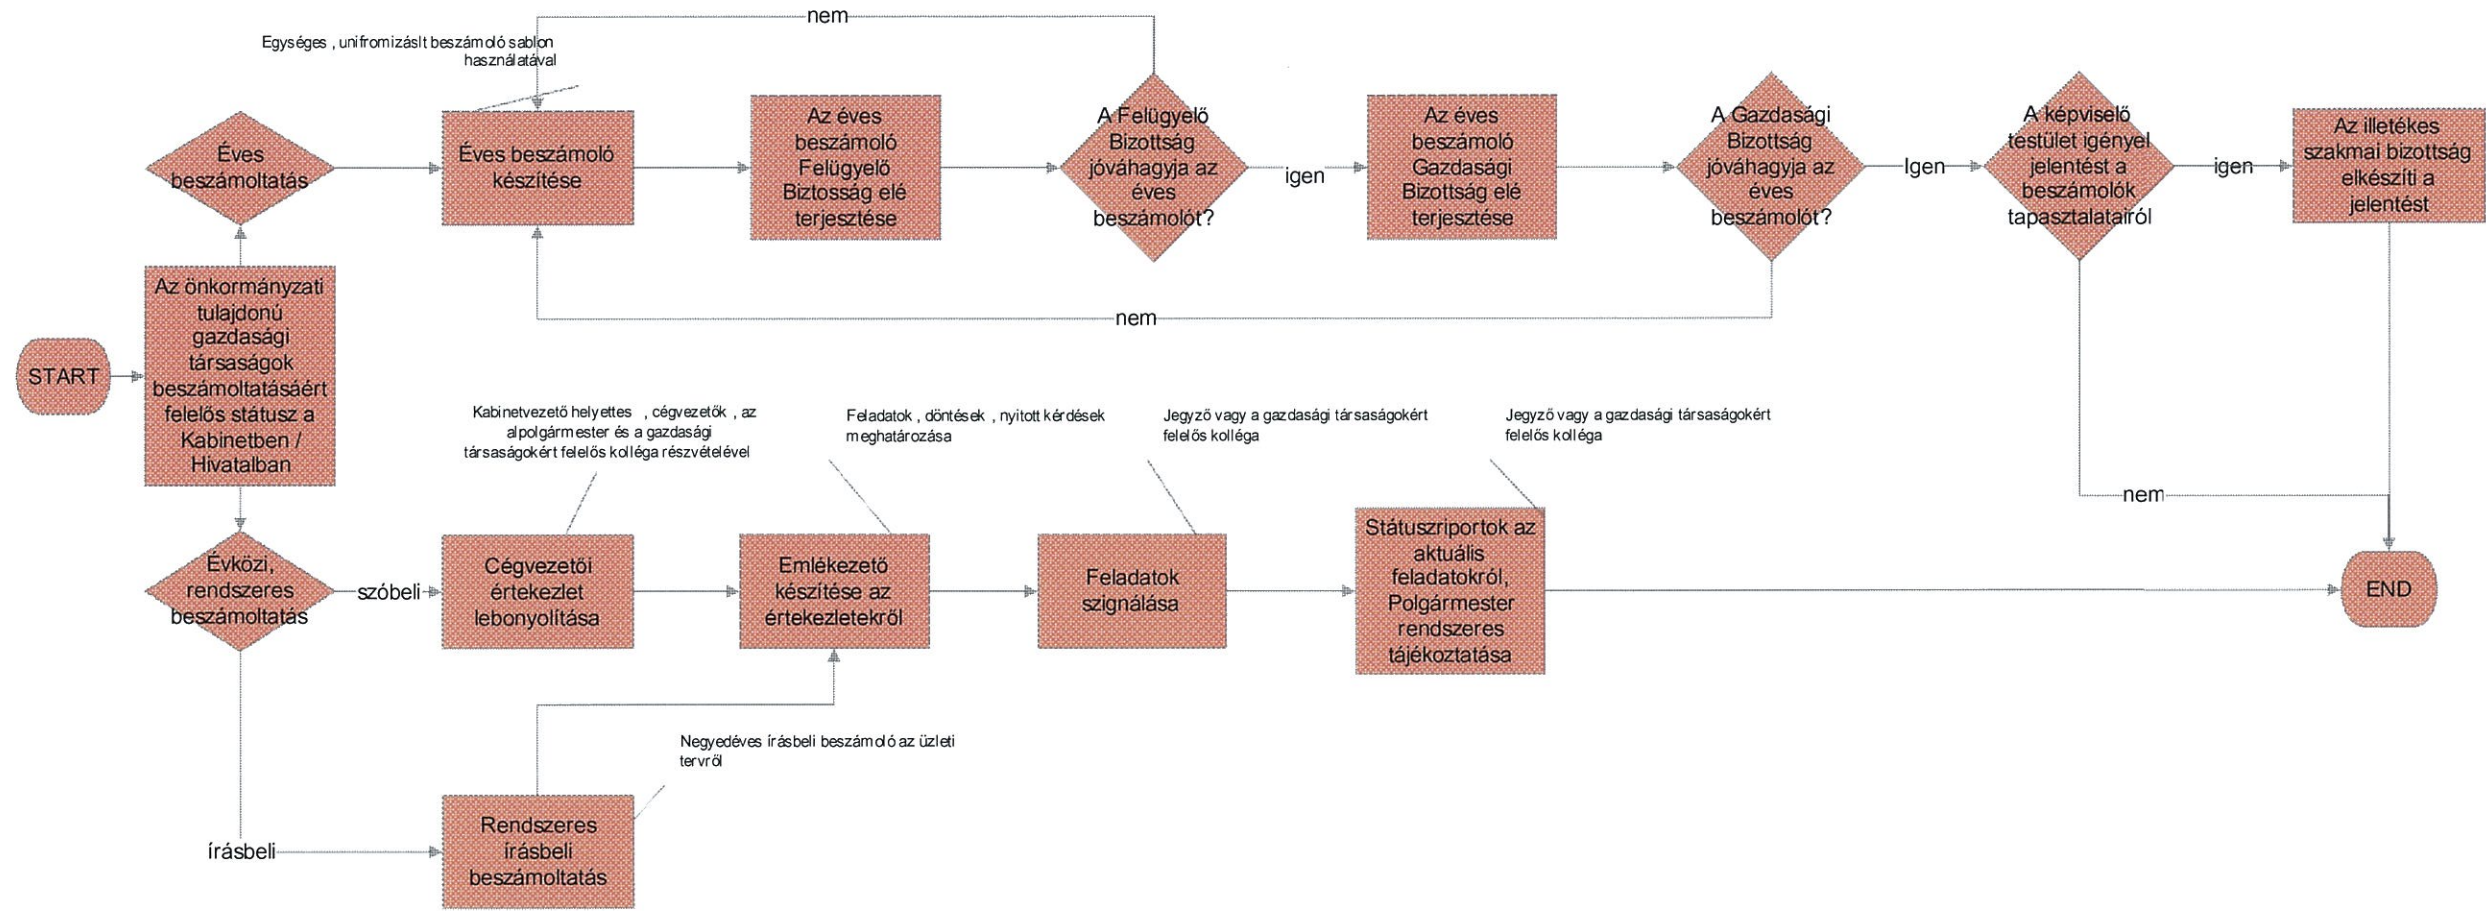 nem
Egységes , unifromizáslt beszámoló sablon
használatával
Éves
beszámoltatás
Éves beszámoló
készítése
Az éves
beszámoló
Felügyelő
Biztosság elé
terjesztése
A Felügyelő
Bizottság
jóváhagyja az
éves
beszámolót?
igen
Az éves
beszámoló
Gazdasági
Bizottság elé
terjesztése
A Gazdasági
Bizottság
jóváhagyja az
éves
beszámolót?
Igen
A képviselő
testület igényel
jelentést a
beszámolók
tapasztalatairól
igen
Az illetékes
szakmai bizottság
elkészíti a
jelentést
nem
START
Az önkormányzati
tulajdonú
gazdasági
társaságok
beszámoltatásáért
felelős státusz a
Kabinetben /
Hivatalban
nem
Kabinetvezető helyettes , cégvezetők , az
alpolgármester és a gazdasági
társaságokért felelős kolléga részvételével
Feladatok , döntések , nyitott kérdések
meghatározása
Jegyző vagy a gazdasági társaságokért
felelős kolléga
Jegyző vagy a gazdasági társaságokért
felelős kolléga
Évközi,
rendszeres
beszámoltatás
szóbeli
Cégvezetői
értekezlet
lebonyolítása
Emlékezető
készítése az
értekezletekről
Feladatok
szignálása
Státuszriportok az
aktuális
feladatokról,
Polgármester
rendszeres
tájékoztatása
END
Negyedéves írásbeli beszámoló az üzleti
tervről
írásbeli
Rendszeres
írásbeli
beszámoltatás